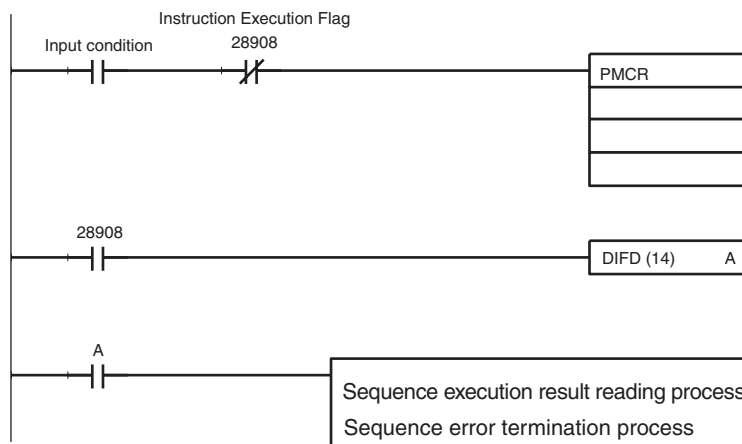 Instruction Execution Flag
Input condition
28908
PMCR
28908
DIFD (14) A
A
Sequence execution result reading process
Sequence error termination process